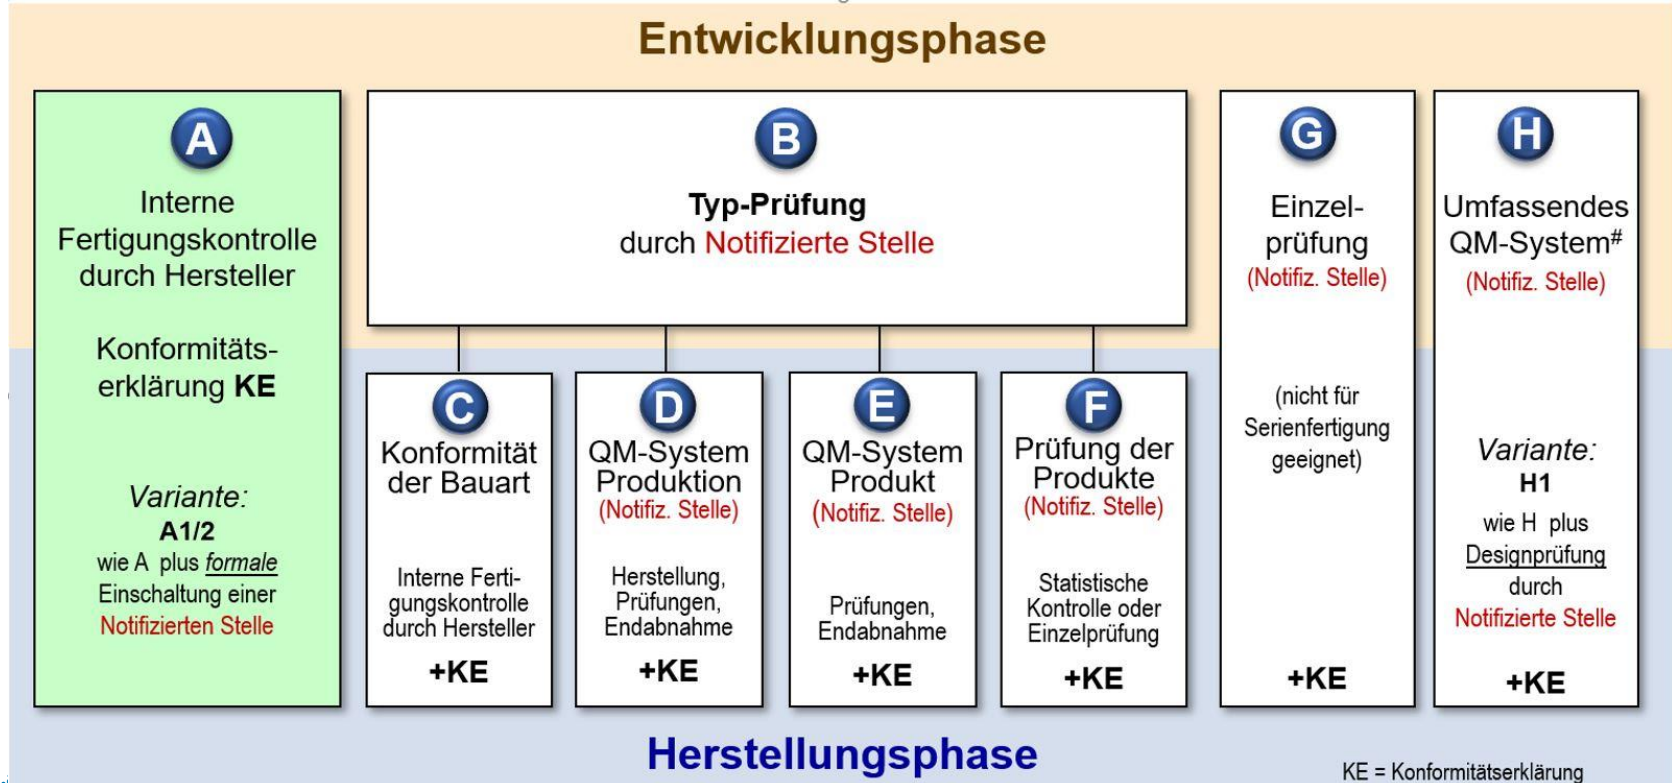 Entwicklungsphase
A
Interne
Fertigungskontrolle
durch Hersteller
Konformitäts-
erklärung KE
Variante:
A1/2
wie A plus formale
Einschaltung einer
Notifizierten Stelle
B
Typ-Prüfung
durch Notifizierte Stelle
C
Konformität
der Bauart
Interne Ferti-
gungskontrolle
durch Hersteller
+KE
D
QM-System
Produktion
(Notifiz. Stelle)
Herstellung,
Prüfungen,
Endabnahme
+KE
E
QM-System
Produkt
(Notifiz. Stelle)
Prüfungen,
Endabnahme
+KE
F
Prüfung der
Produkte
(Notifiz. Stelle)
Statistische
Kontrolle oder
Einzelprüfung
+KE
G
Einzel-
prüfung
(Notifiz. Stelle)
(nicht für
Serienfertigung
geeignet)
+KE
H
Umfassendes
QM-System#
(Notifiz. Stelle)
Variante:
H1
wie H plus
Designprüfung
durch
Notifizierte Stelle
+KE
Herstellungsphase
KE = Konformitätserklärung